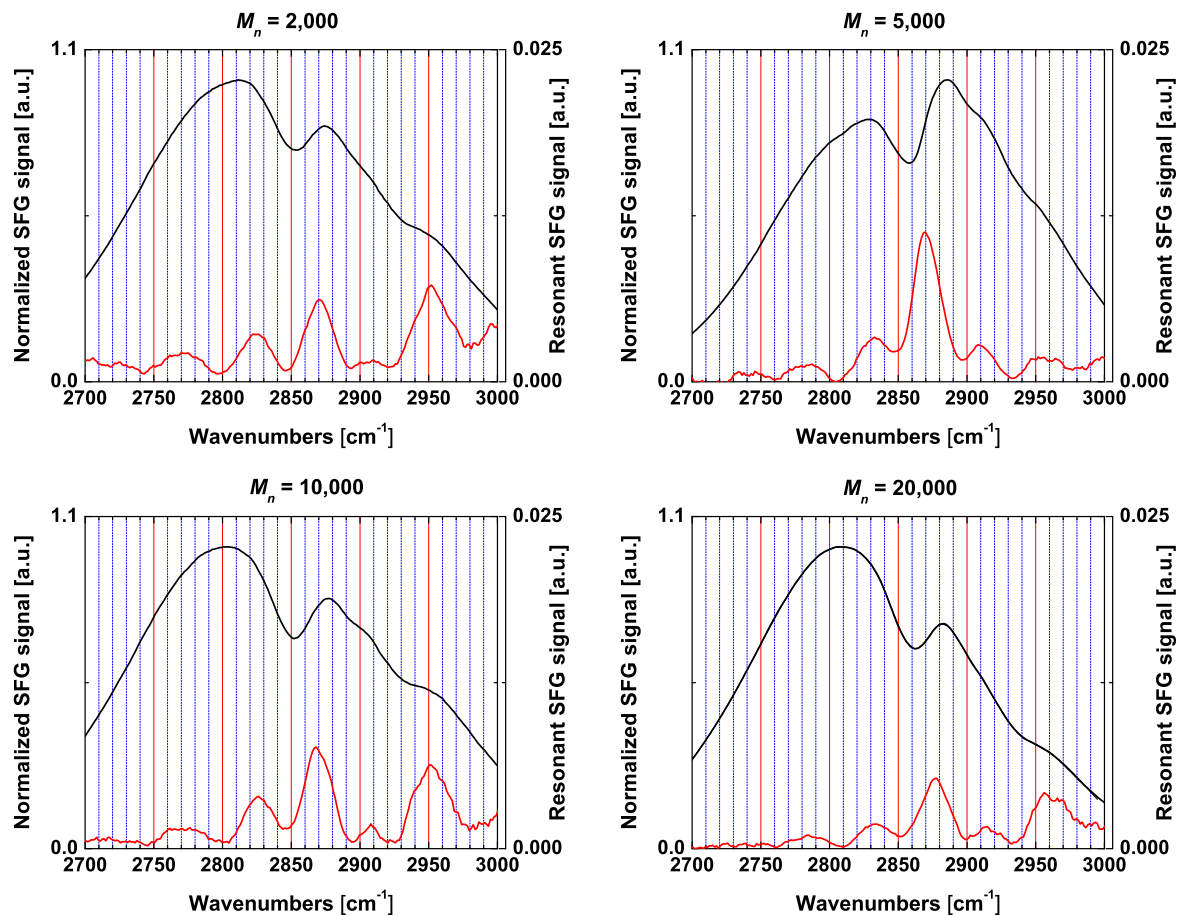 Mn = 2,000
1.1
0.025
Normalized SFG signal [a.u.]
Resonant SFG signal [a.u.]
0.0
0.000
2700 2750 2800 2850 2900 2950 3000
Wavenumbers [cm-1]
Mn = 5,000
1.1
0.025
Normalized SFG signal [a.u.]
Resonant SFG signal [a.u.]
0.0
0.000
2700 2750 2800 2850 2900 2950 3000
Wavenumbers [cm-1]
Mn = 10,000
1.1
0.025
Normalized SFG signal [a.u.]
Resonant SFG signal [a.u.]
0.0
0.000
2700 2750 2800 2850 2900 2950 3000
Wavenumbers [cm-1]
Mn = 20,000
1.1
0.025
Normalized SFG signal [a.u.]
Resonant SFG signal [a.u.]
0.0
0.000
2700 2750 2800 2850 2900 2950 3000
Wavenumbers [cm-1]